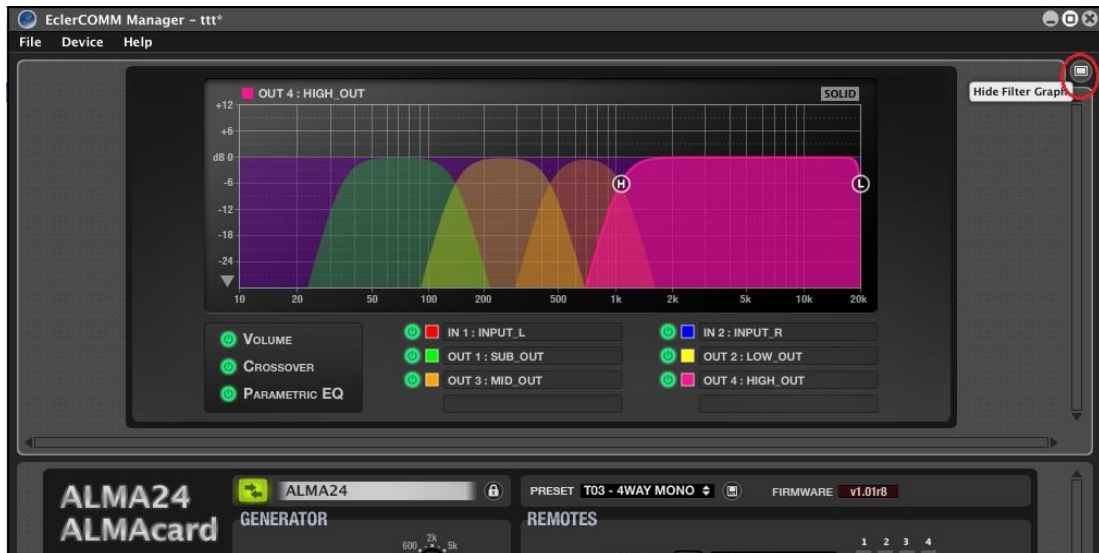 EclerCOMM Manager - ttt*
File Device Help
OUT 4 : HIGH_OUT SOLID
Hide Filter Graph
+12
+6
dB 0
-6
-12
-18
-24
H L
10 20 50 100 200 500 1k 2k 5k 10k 20k
VOLUME
CROSSOVER
PARAMETRIC EQ
IN 1 : INPUT_L IN 2 : INPUT_R
OUT 1 : SUB_OUT OUT 2 : LOW_OUT
OUT 3 : MID_OUT OUT 4 : HIGH_OUT
ALMA24
ALMAcard
ALMA24 PRESET T03 - 4WAY MONO FIRMWARE v1.01r8
GENERATOR REMOTES
600 2k 5k
1 2 3 4